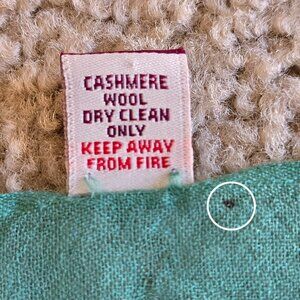 CASHMERE
WOOL
DRY CLEAN
ONLY
KEEP AWAY
FROM FIRE